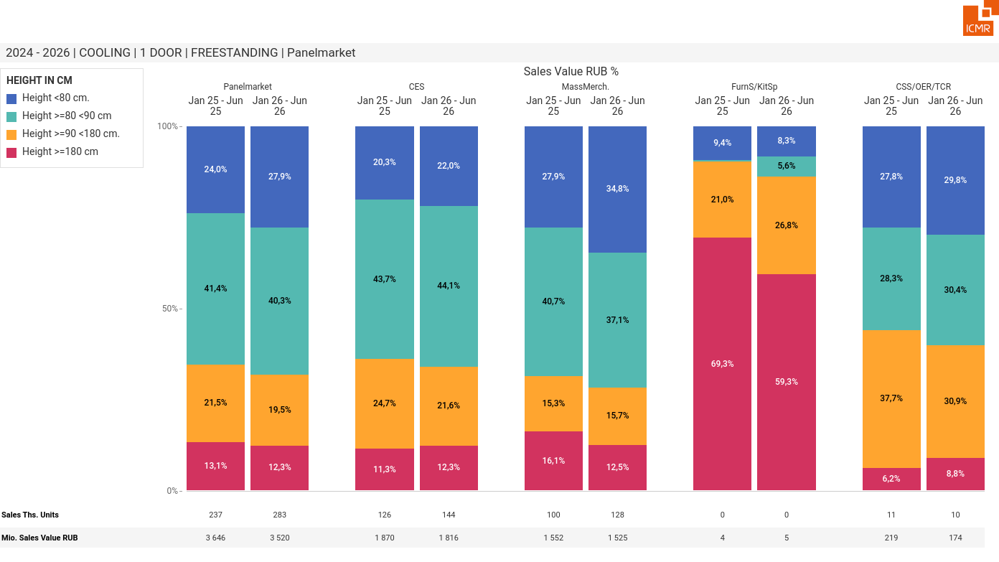 ICMR
2024 - 2026 | COOLING | 1 DOOR | FREESTANDING | Panelmarket
HEIGHT IN CM
Height <80 cm.
Height >=80 <90 cm
Height >=90 <180 cm.
Height >=180 cm
Sales Value RUB %
Panelmarket CES MassMerch. FurnS/KitSp CSS/OER/TCR
Jan 25 - Jun Jan 26 - Jun Jan 25 - Jun Jan 26 - Jun Jan 25 - Jun Jan 26 - Jun Jan 25 - Jun Jan 26 - Jun Jan 25 - Jun Jan 26 - Jun
25 26 25 26 25 26 25 26 25 26
100%
50%
0%
24,0% 27,9% 20,3% 22,0% 27,9% 34,8% 9,4% 8,3% 27,8% 29,8%
41,4% 40,3% 43,7% 44,1% 40,7% 37,1% 5,6% 28,3% 30,4%
21,5% 19,5% 24,7% 21,6% 15,3% 15,7% 21,0% 26,8% 37,7% 30,9%
13,1% 12,3% 11,3% 12,3% 16,1% 12,5% 69,3% 59,3% 6,2% 8,8%
Sales Ths. Units 237 283 126 144 100 128 0 0 11 10
Mio. Sales Value RUB 3 646 3 520 1 870 1 816 1 552 1 525 4 5 219 174